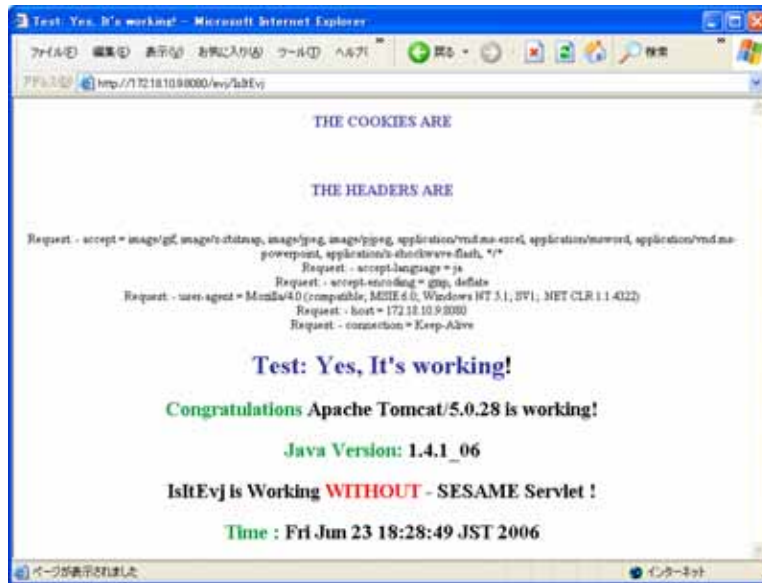 Test: Yes, It's working! - Microsoft Internet Explorer
ファイル(F) 編集(E) 表示(V) お気に入り(A) ツール(T) ヘルプ( » 戻る 検索 »
アドレス(D) http://172.18.10.9:8080/evj/IsItEvj
THE COOKIES ARE
THE HEADERS ARE
Request: - accept = image/gif, image/x-xbitmap, image/jpeg, image/pjpeg, application/vnd.ms-excel, application/msword, application/vnd.ms-
powerpoint, application/x-shockwave-flash, */*
Request: - accept-language = ja
Request: - accept-encoding = gzip, deflate
Request: - user-agent = Mozilla/4.0 (compatible; MSIE 6.0; Windows NT 5.1; SV1; .NET CLR 1.1.4322)
Request: - host = 172.18.10.9:8080
Request: - connection = Keep-Alive
Test: Yes, It's working!
Congratulations Apache Tomcat/5.0.28 is working!
Java Version: 1.4.1_06
IsItEvj is Working WITHOUT - SESAME Servlet !
Time : Fri Jun 23 18:28:49 JST 2006
ページが表示されました インターネット